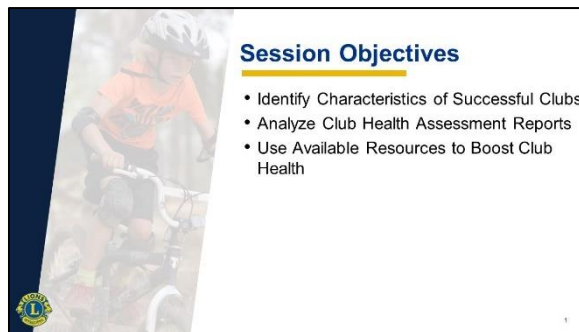 Session Objectives
• Identify Characteristics of Successful Clubs
• Analyze Club Health Assessment Reports
• Use Available Resources to Boost Club
Health
LIONS
L